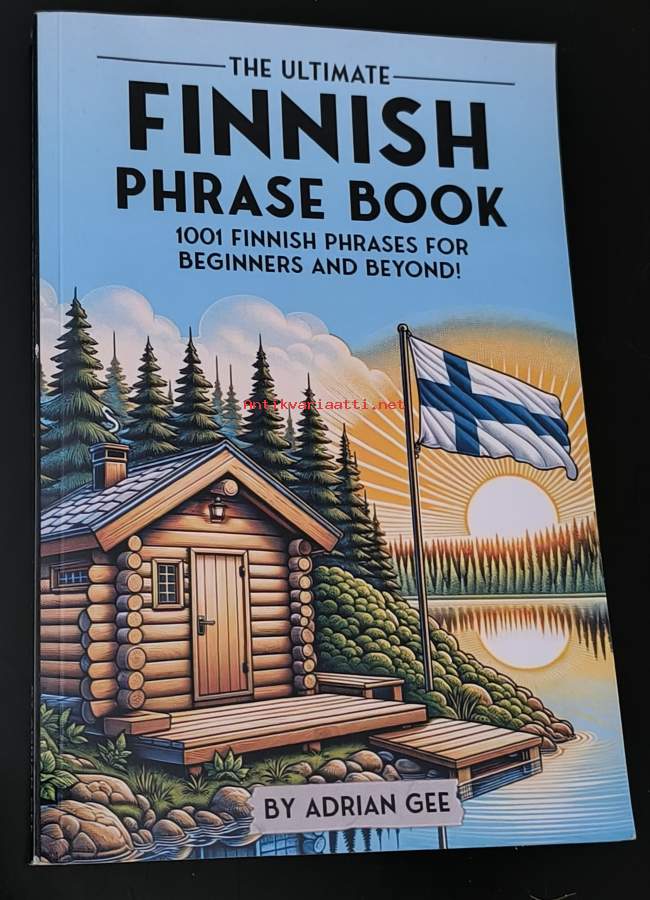 THE ULTIMATE
FINNISH
PHRASE BOOK
1001 FINNISH PHRASES FOR
BEGINNERS AND BEYOND!
antikvariaatti.net
BY ADRIAN GEE